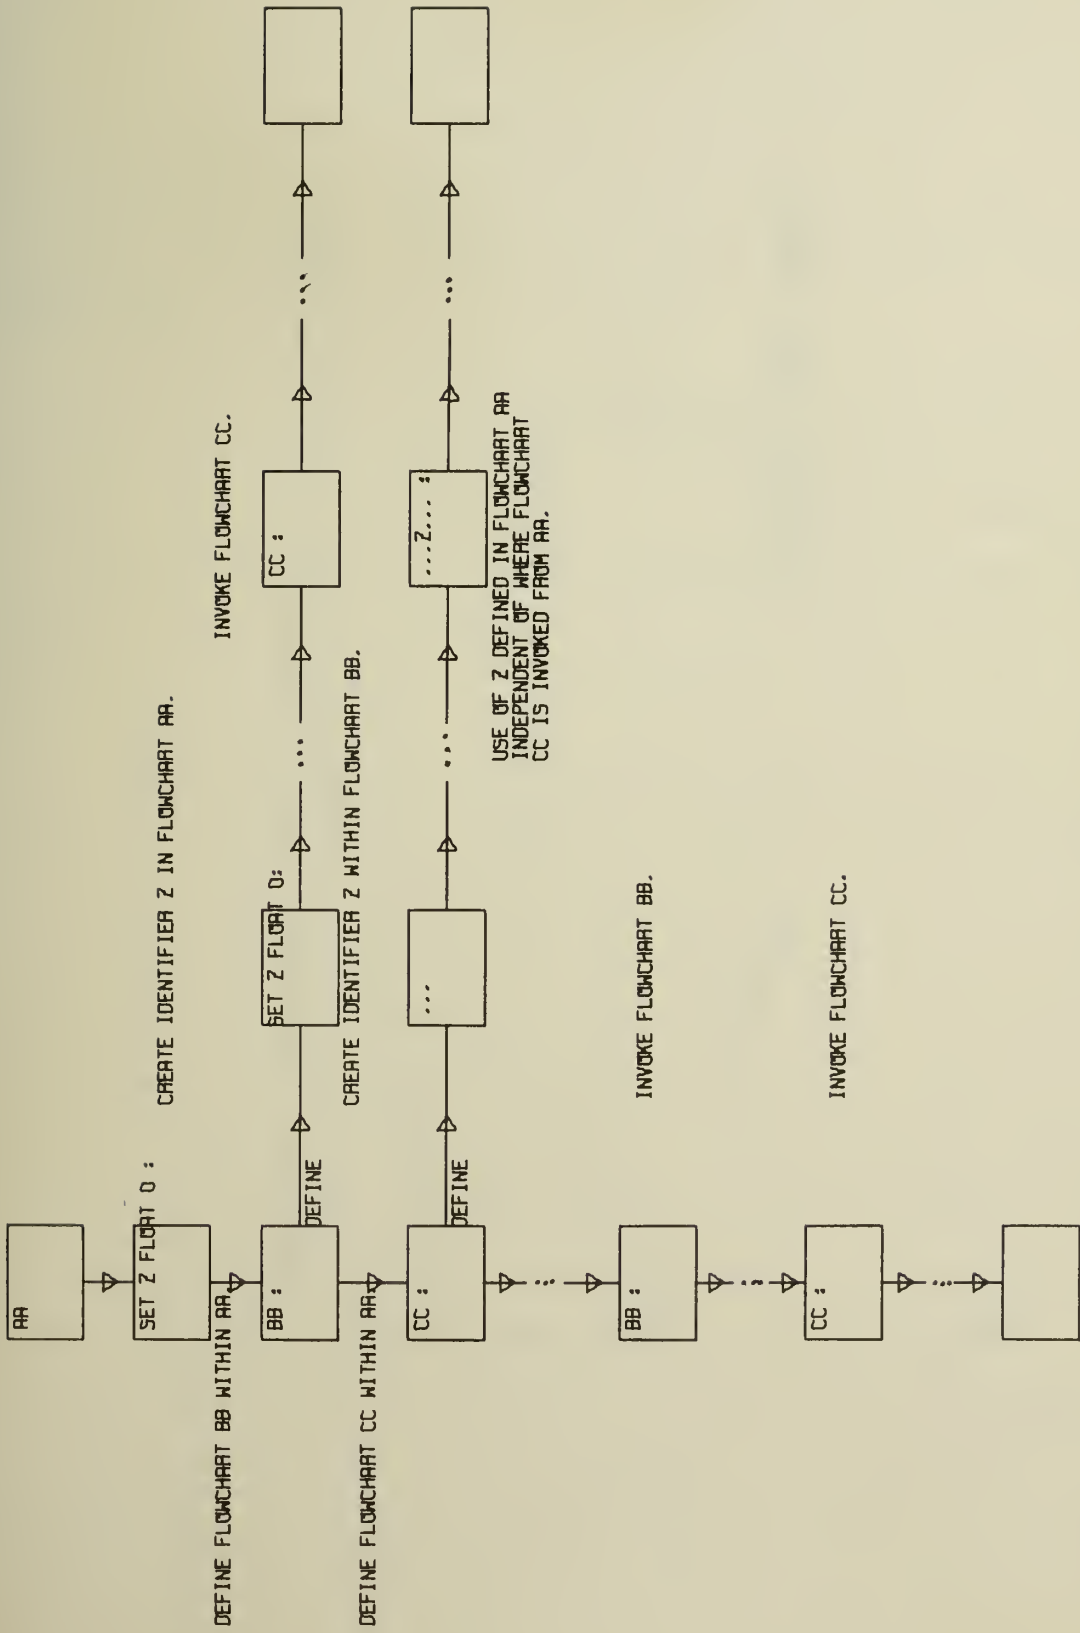 AA
SET Z FLOAT 0 :
CREATE IDENTIFIER Z IN FLOWCHART AA.
DEFINE FLOWCHART BB WITHIN AA.
INVOKE FLOWCHART CC.
BB :
SET Z FLOAT 0:
...
CC :
...
DEFINE
CREATE IDENTIFIER Z WITHIN FLOWCHART BB.
DEFINE FLOWCHART CC WITHIN AA.
CC :
...
...
...Z... :
...
DEFINE
USE OF Z DEFINED IN FLOWCHART AA
INDEPENDENT OF WHERE FLOWCHART
CC IS INVOKED FROM AA.
...
BB :
INVOKE FLOWCHART BB.
...
CC :
INVOKE FLOWCHART CC.
...